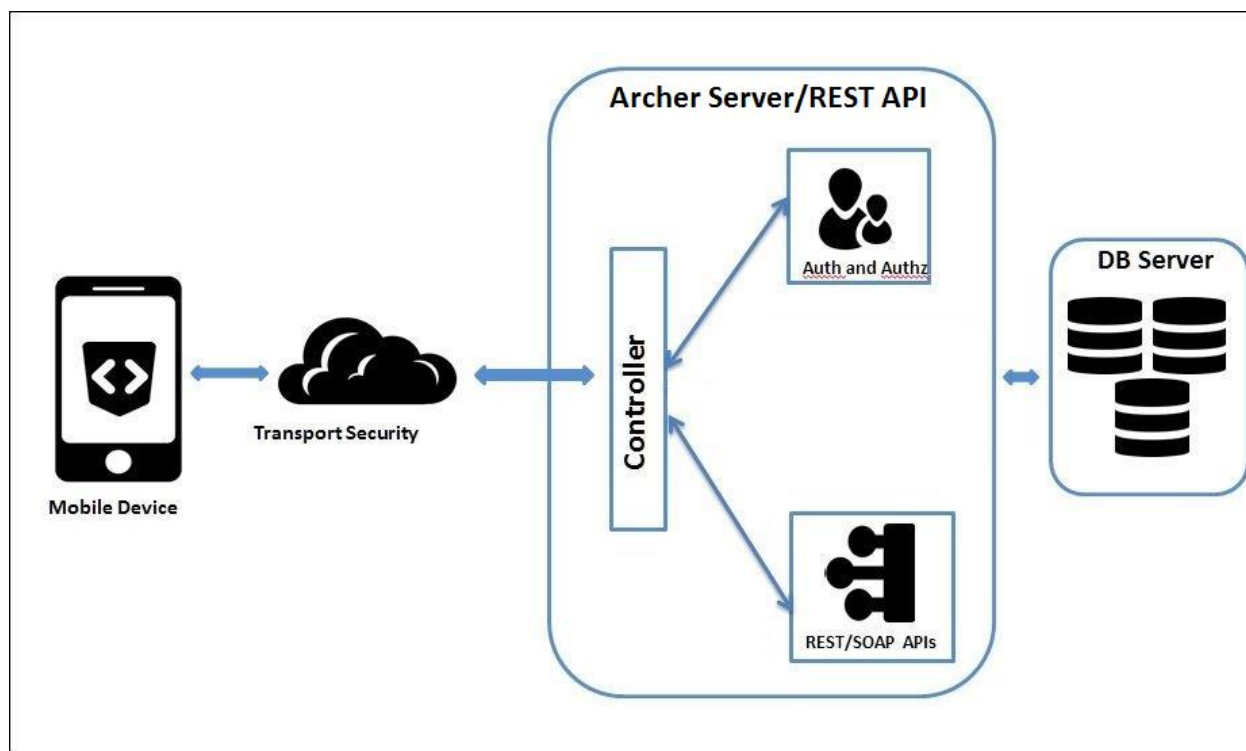 Archer Server/REST API
Auth and Authz
DB Server
Controller
Transport Security
Mobile Device
REST/SOAP APIs